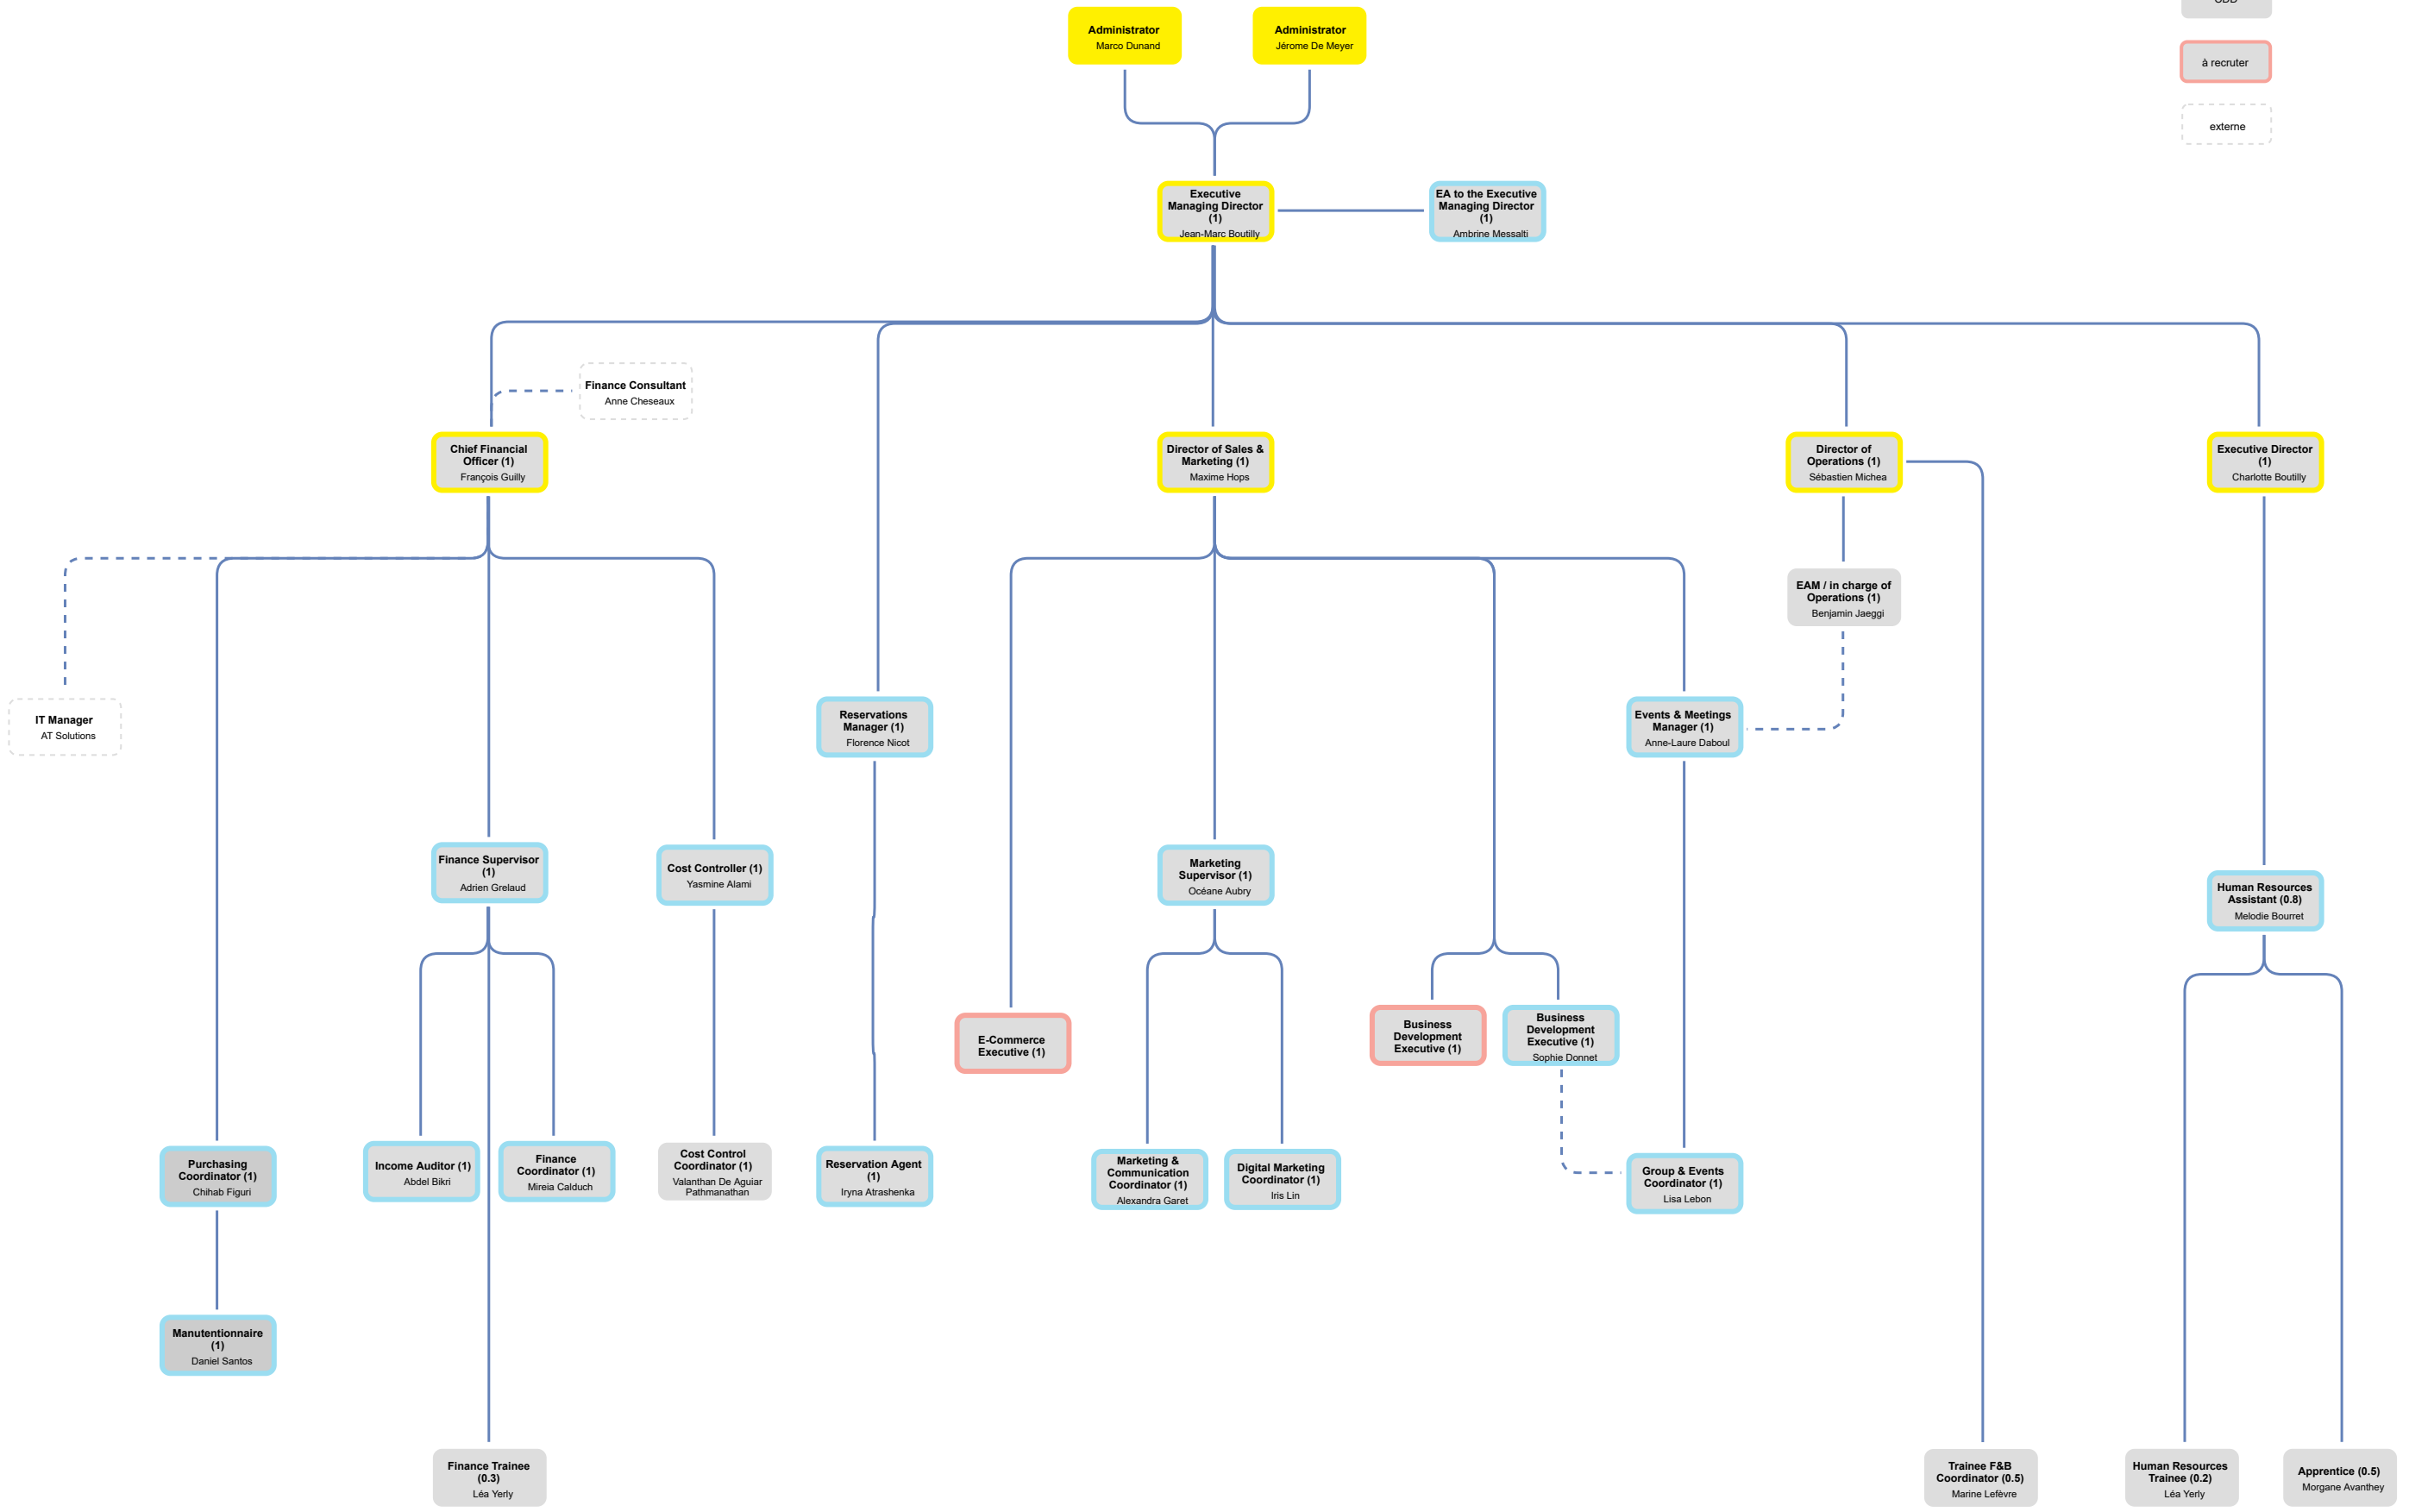 CDD
Administrator
Marco Dunand
Administrator
Jérome De Meyer
à recruter
externe
Executive
Managing Director
(1)
Jean-Marc Boutilly
EA to the Executive
Managing Director
(1)
Ambrine Messalti
Finance Consultant
Anne Cheseaux
Chief Financial
Officer (1)
François Guilly
Director of Sales &
Marketing (1)
Maxime Hops
Director of
Operations (1)
Sébastien Michea
Executive Director
(1)
Charlotte Boutilly
EAM / in charge of
Operations (1)
Benjamin Jaeggi
IT Manager
AT Solutions
Reservations
Manager (1)
Florence Nicot
Events & Meetings
Manager (1)
Anne-Laure Daboul
Finance Supervisor
(1)
Adrien Grelaud
Cost Controller (1)
Yasmine Alami
Marketing
Supervisor (1)
Océane Aubry
Human Resources
Assistant (0.8)
Melodie Bourret
E-Commerce
Executive (1)
Business
Development
Executive (1)
Business
Development
Executive (1)
Sophie Donnet
Purchasing
Coordinator (1)
Chihab Figuri
Income Auditor (1)
Abdel Bikri
Finance
Coordinator (1)
Mireia Calduch
Cost Control
Coordinator (1)
Valanthan De Aguiar
Pathmanathan
Reservation Agent
(1)
Iryna Atrashenka
Marketing &
Communication
Coordinator (1)
Alexandra Garet
Digital Marketing
Coordinator (1)
Iris Lin
Group & Events
Coordinator (1)
Lisa Lebon
Manutentionnaire
(1)
Daniel Santos
Finance Trainee
(0.3)
Léa Yerly
Trainee F&B
Coordinator (0.5)
Marine Lefèvre
Human Resources
Trainee (0.2)
Léa Yerly
Apprentice (0.5)
Morgane Avanthey